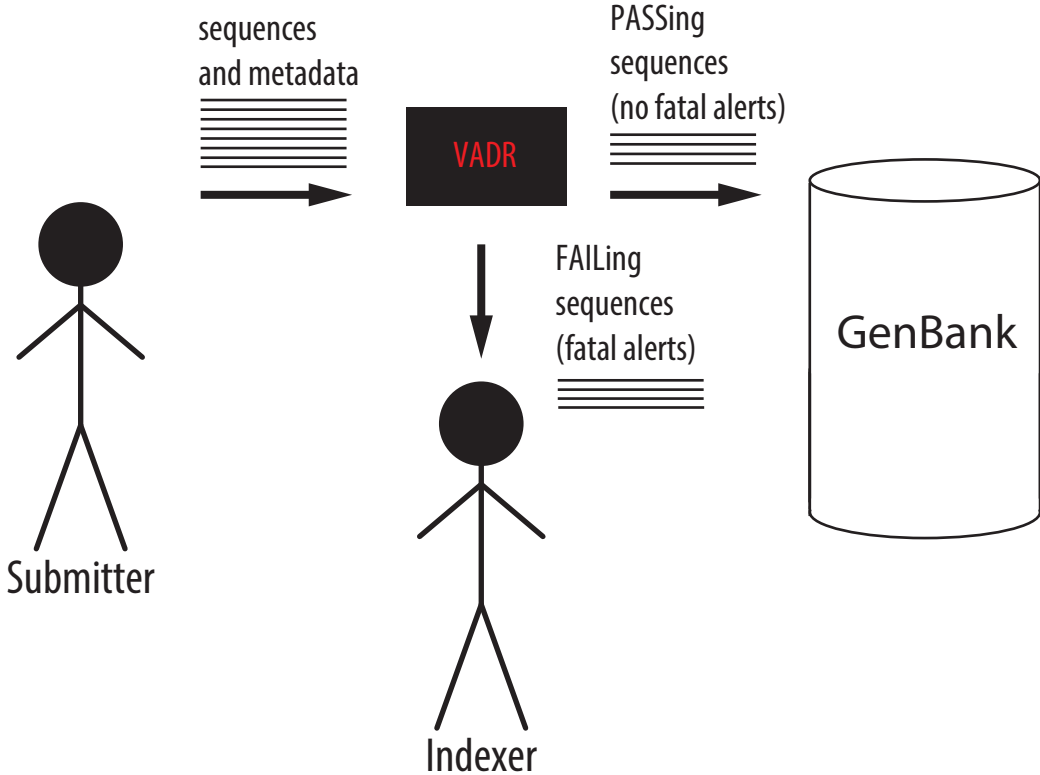 sequences
and metadata
VADR
PASSing
sequences
(no fatal alerts)
FAILing
sequences
(fatal alerts)
GenBank
Submitter
Indexer